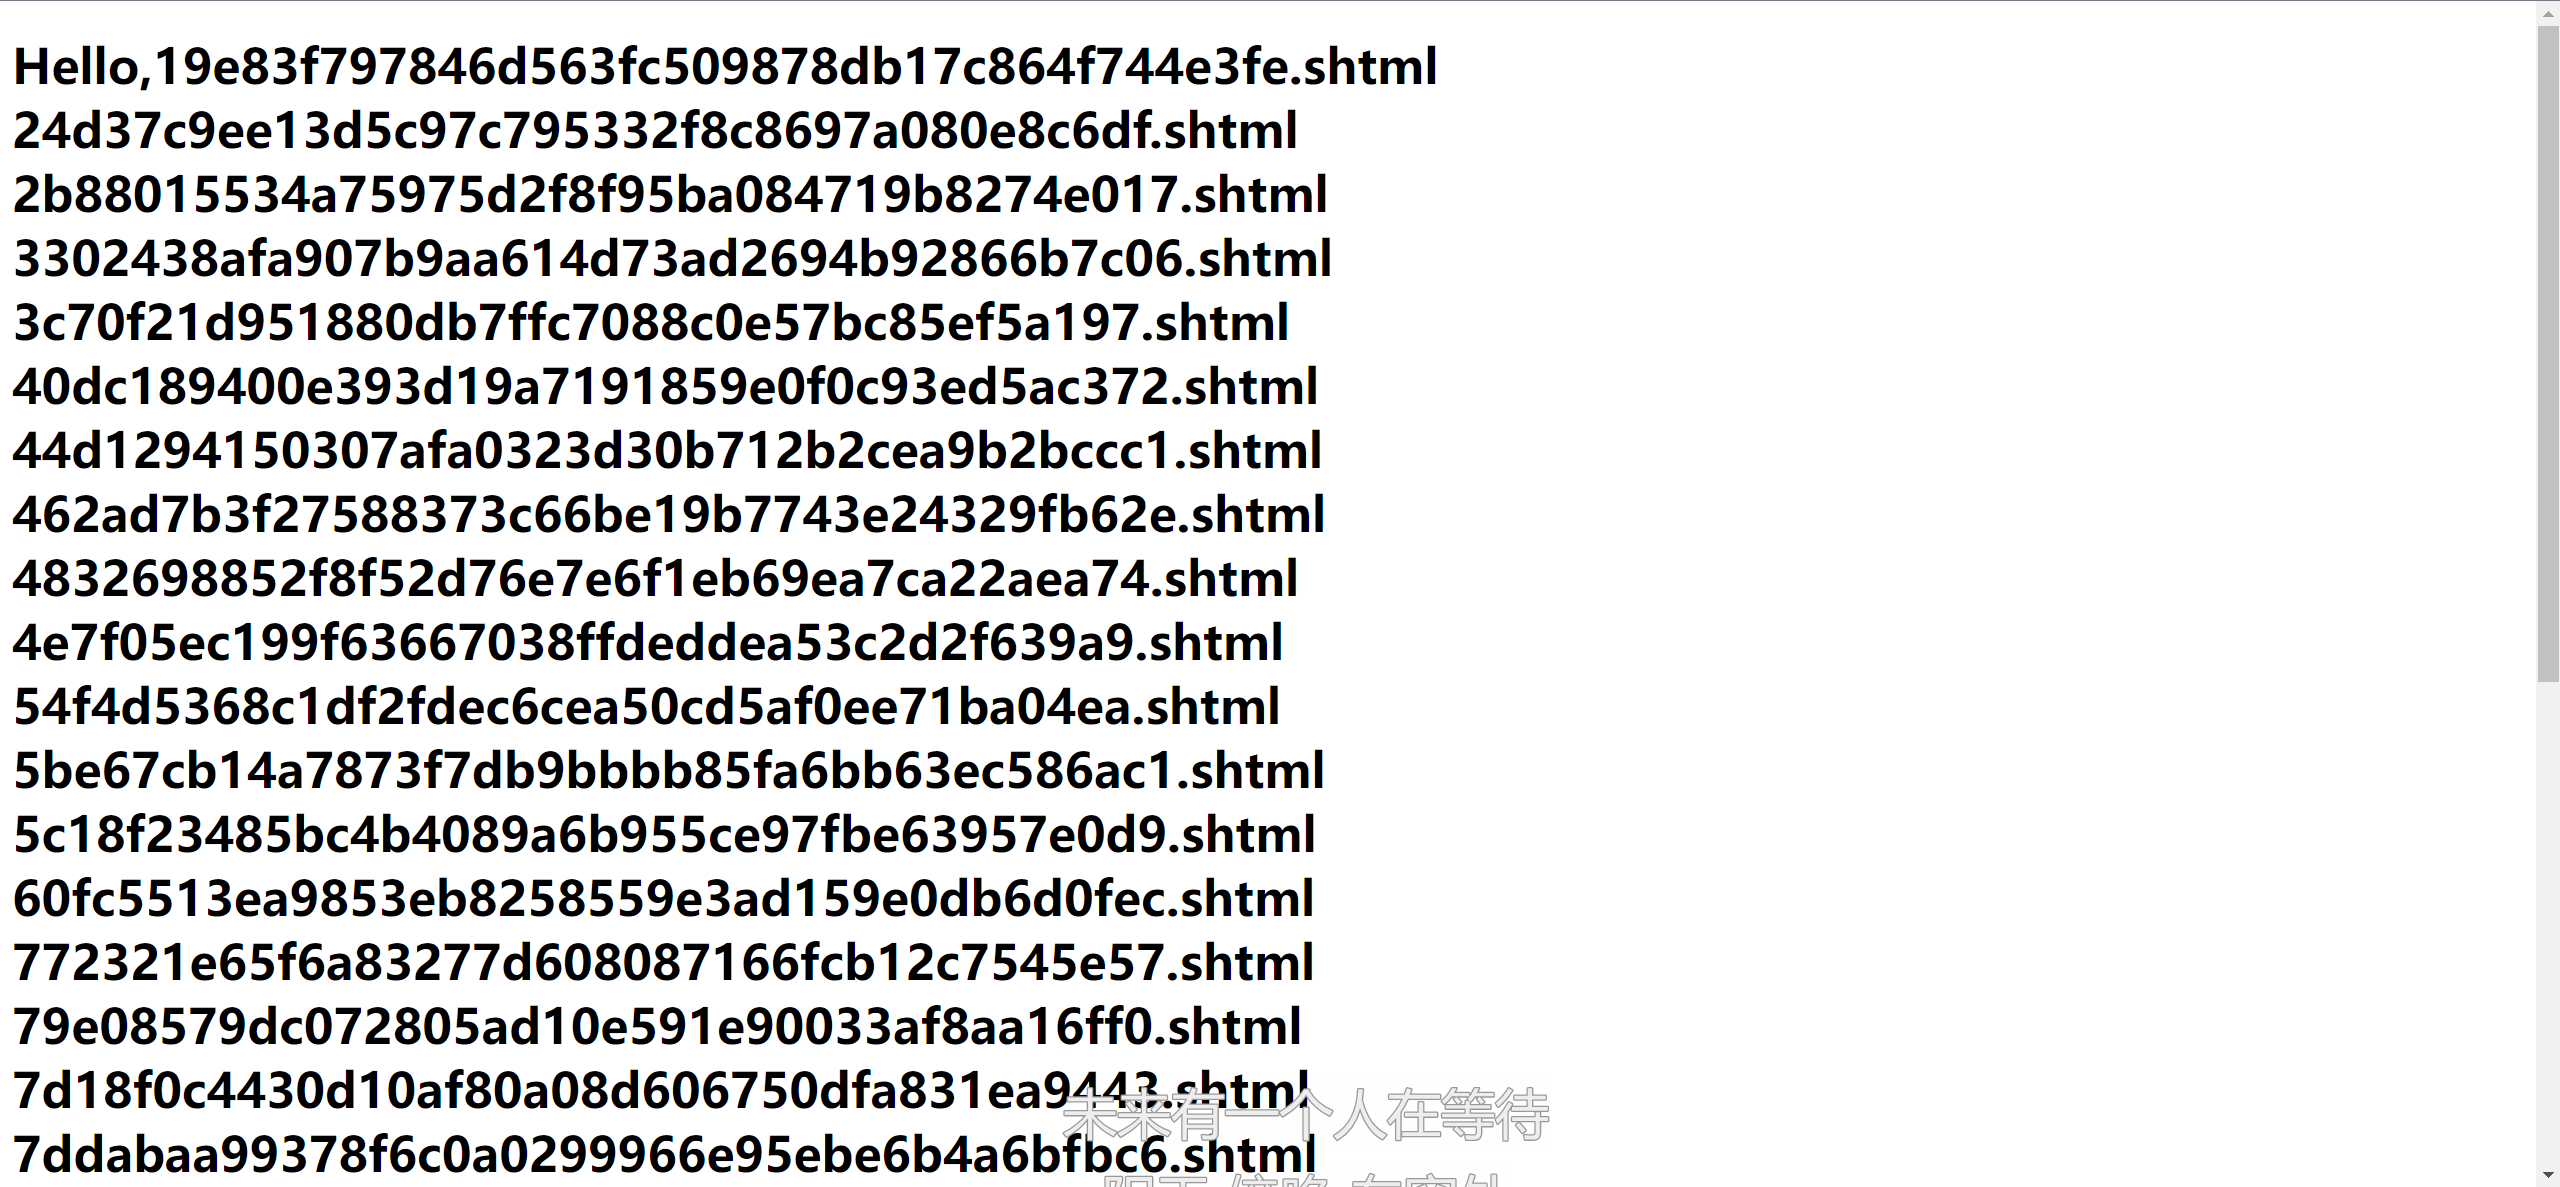 Hello,19e83f797846d563fc509878db17c864f744e3fe.shtml
24d37c9ee13d5c97c795332f8c8697a080e8c6df.shtml
2b88015534a75975d2f8f95ba084719b8274e017.shtml
3302438afa907b9aa614d73ad2694b92866b7c06.shtml
3c70f21d951880db7ffc7088c0e57bc85ef5a197.shtml
40dc189400e393d19a7191859e0f0c93ed5ac372.shtml
44d1294150307afa0323d30b712b2cea9b2bccc1.shtml
462ad7b3f27588373c66be19b7743e24329fb62e.shtml
4832698852f8f52d76e7e6f1eb69ea7ca22aea74.shtml
4e7f05ec199f63667038ffdeddea53c2d2f639a9.shtml
54f4d5368c1df2fdec6cea50cd5af0ee71ba04ea.shtml
5be67cb14a7873f7db9bbbb85fa6bb63ec586ac1.shtml
5c18f23485bc4b4089a6b955ce97fbe63957e0d9.shtml
60fc5513ea9853eb8258559e3ad159e0db6d0fec.shtml
772321e65f6a83277d608087166fcb12c7545e57.shtml
79e08579dc072805ad10e591e90033af8aa16ff0.shtml
7d18f0c4430d10af80a08d606750dfa831ea9443.shtml
未来有一个人在等待
7ddabaa99378f6c0a0299966e95ebe6b4a6bfbc6.shtml